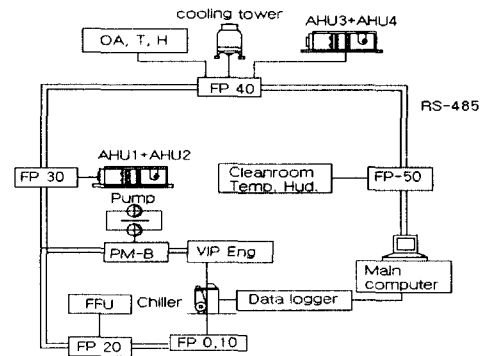 cooling tower
OA, T, H
AHU3+AHU4
FP 40
RS-485
AHU1+AHU2
FP 30
Cleanroom
Temp, Hud.
FP-50
Pump
PM-B
VIP Eng
Main
computer
FFU
Chiller
Data logger
FP 20
FP 0,10